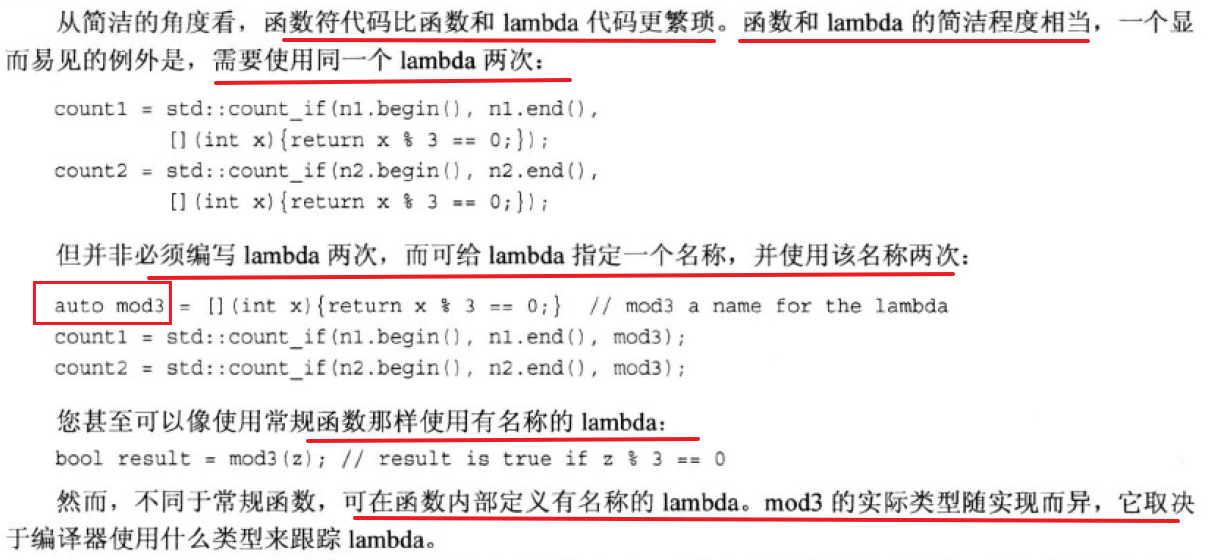 从简洁的角度看，函数符代码比函数和 lambda 代码更繁琐。函数和 lambda 的简洁程度相当，一个显
而易见的例外是，需要使用同一个 lambda 两次：
count1 = std::count_if(n1.begin(), n1.end(),
[](int x){return x % 3 == 0;});
count2 = std::count_if(n2.begin(), n2.end(),
[](int x){return x % 3 == 0;});
但并非必须编写 lambda 两次，而可给 lambda 指定一个名称，并使用该名称两次：
auto mod3 = [](int x){return x % 3 == 0;} // mod3 a name for the lambda
count1 = std::count_if(n1.begin(), n1.end(), mod3);
count2 = std::count_if(n2.begin(), n2.end(), mod3);
您甚至可以像使用常规函数那样使用有名称的 lambda：
bool result = mod3(z); // result is true if z % 3 == 0
然而，不同于常规函数，可在函数内部定义有名称的 lambda。mod3 的实际类型随实现而异，它取决
于编译器使用什么类型来跟踪 lambda。